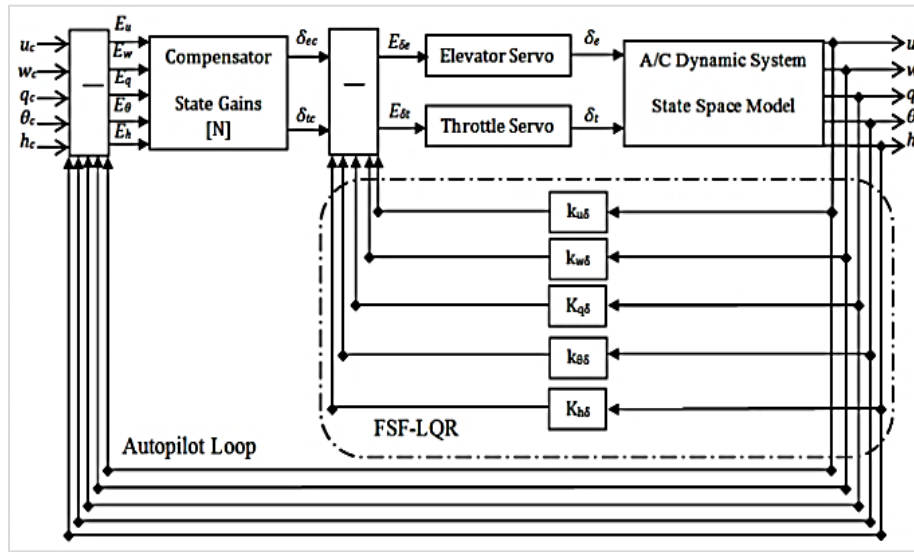 E_u
u_c
E_w
w_c
E_q
q_c
E_θ
θ_c
E_h
h_c
—
Compensator
State Gains
[N]
δ_ec
δ_tc
—
E_δe
E_δt
Elevator Servo
Throttle Servo
δ_e
δ_t
A/C Dynamic System
State Space Model
u
w
q
θ
h
k_uδ
k_wδ
K_qδ
k_θδ
K_hδ
FSF-LQR
Autopilot Loop